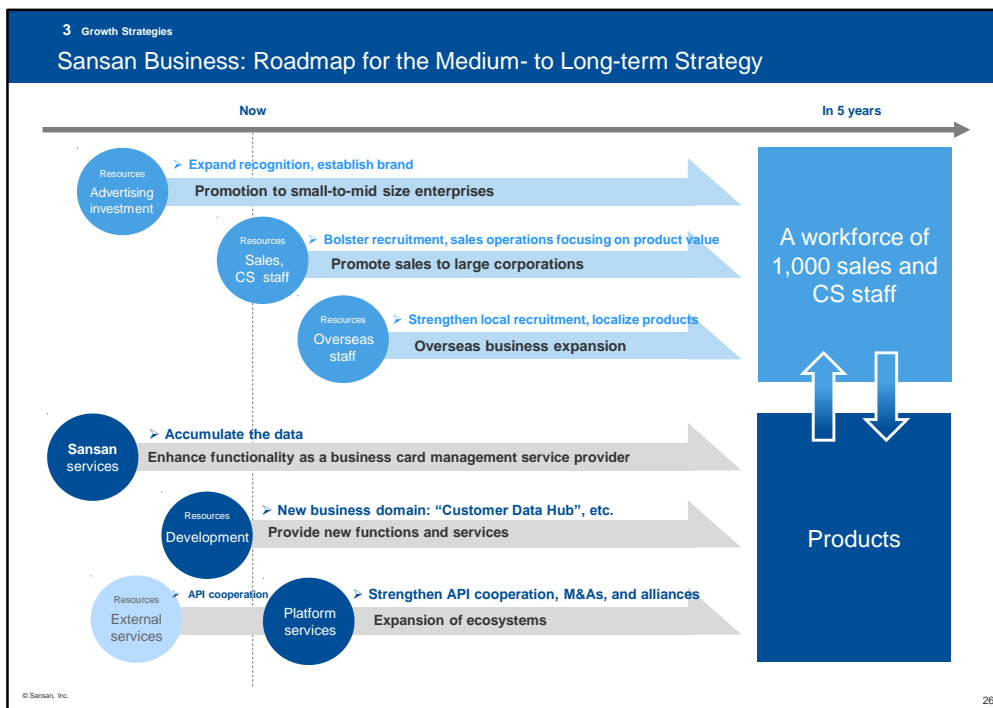 3 Growth Strategies
Sansan Business: Roadmap for the Medium- to Long-term Strategy
Now
In 5 years
Resources
Advertising
investment
➢ Expand recognition, establish brand
Promotion to small-to-mid size enterprises
Resources
Sales,
CS staff
➢ Bolster recruitment, sales operations focusing on product value
Promote sales to large corporations
Resources
Overseas
staff
➢ Strengthen local recruitment, localize products
Overseas business expansion
A workforce of
1,000 sales and
CS staff
Sansan
services
➢ Accumulate the data
Enhance functionality as a business card management service provider
Resources
Development
➢ New business domain: “Customer Data Hub”, etc.
Provide new functions and services
Resources
External
services
➢ API cooperation
Platform
services
➢ Strengthen API cooperation, M&As, and alliances
Expansion of ecosystems
Products
© Sansan, Inc.
26